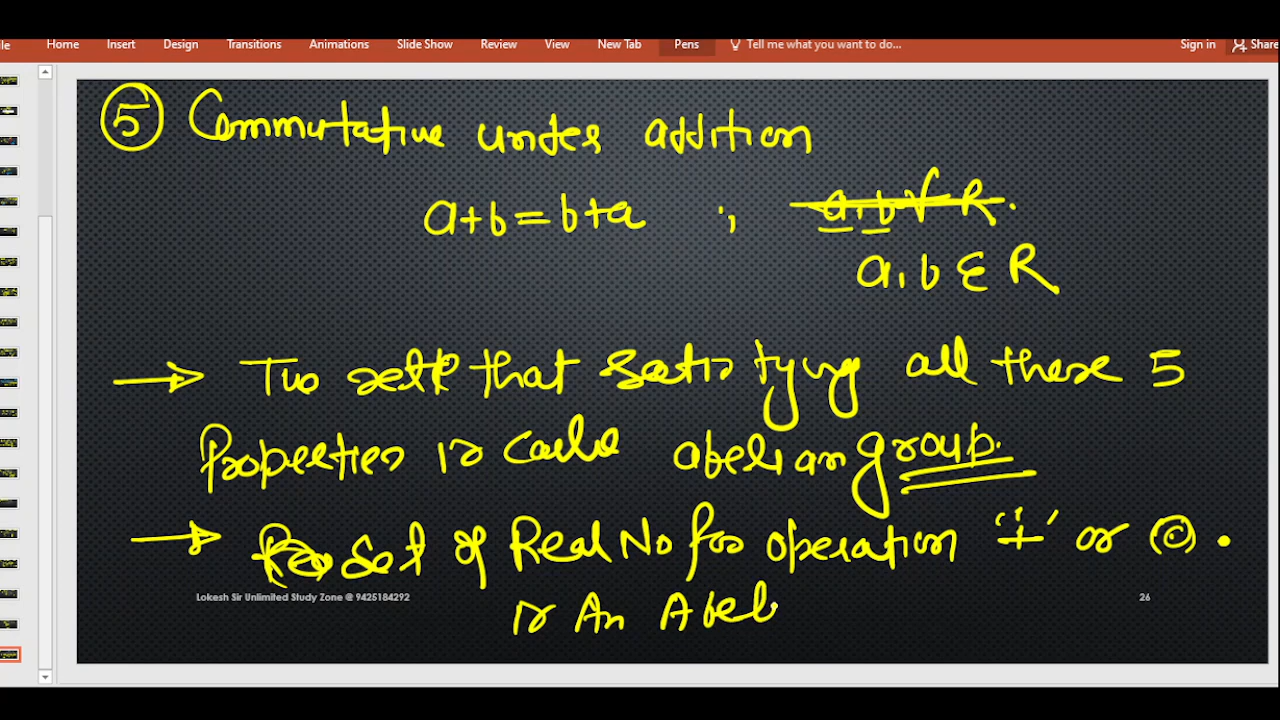 le Home Insert Design Transitions Animations Slide Show Review View New Tab Pens Tell me what you want to do... Sign in Share
5 Commutative under addition
a+b=b+a ;
a,b ∈ R
→ that satisfying all these 5
Properties is called abelian group.
→ Set of Real No for operation '+' or
Lokesh Sir Unlimited Study Zone @ 9425184292 26
is An Abel